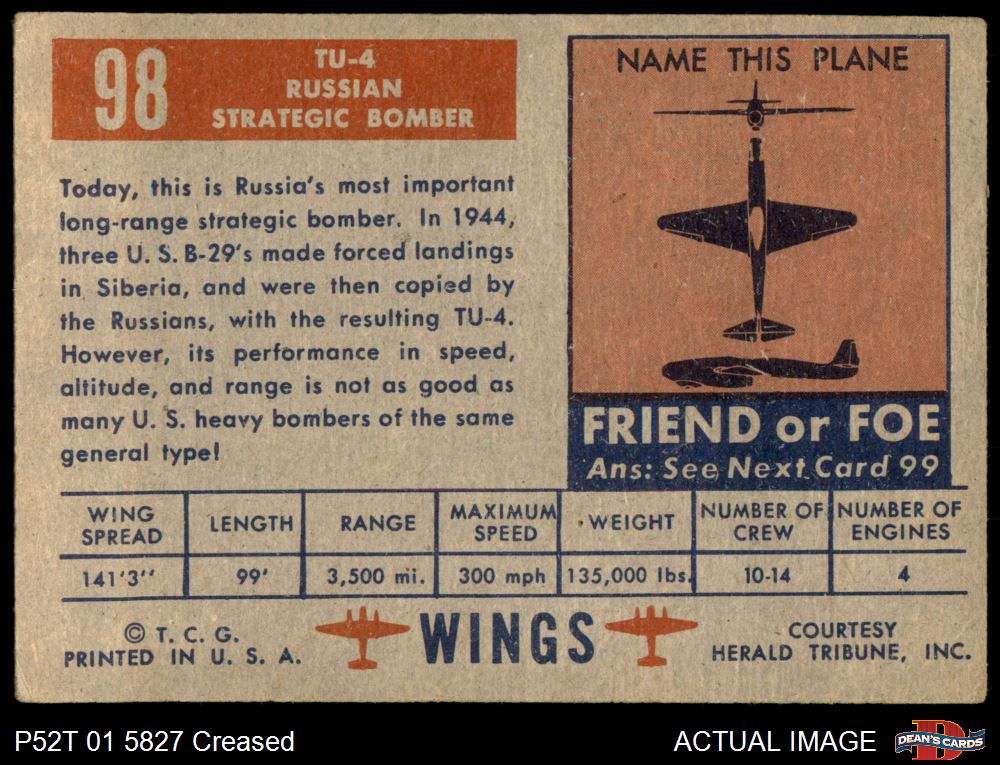 98
TU-4
RUSSIAN
STRATEGIC BOMBER
Today, this is Russia's most important
long-range strategic bomber. In 1944,
three U. S. B-29's made forced landings
in Siberia, and were then copied by
the Russians, with the resulting TU-4.
However, its performance in speed,
altitude, and range is not as good as
many U. S. heavy bombers of the same
general type!
NAME THIS PLANE
FRIEND or FOE
Ans: See Next Card 99
WING SPREAD
LENGTH
RANGE
MAXIMUM SPEED
WEIGHT
NUMBER OF CREW
NUMBER OF ENGINES
141'3''
99'
3,500 mi.
300 mph
135,000 lbs.
10-14
4
© T. C. G.
PRINTED IN U. S. A.
WINGS
COURTESY
HERALD TRIBUNE, INC.
P52T 01 5827 Creased
ACTUAL IMAGE
D
DEAN'S CARDS